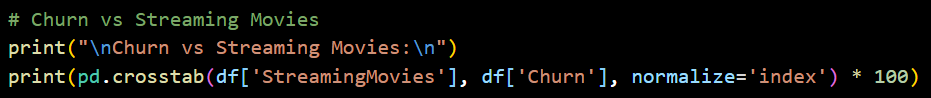 # Churn vs Streaming Movies
print("\nChurn vs Streaming Movies:\n")
print(pd.crosstab(df['StreamingMovies'], df['Churn'], normalize='index') * 100)